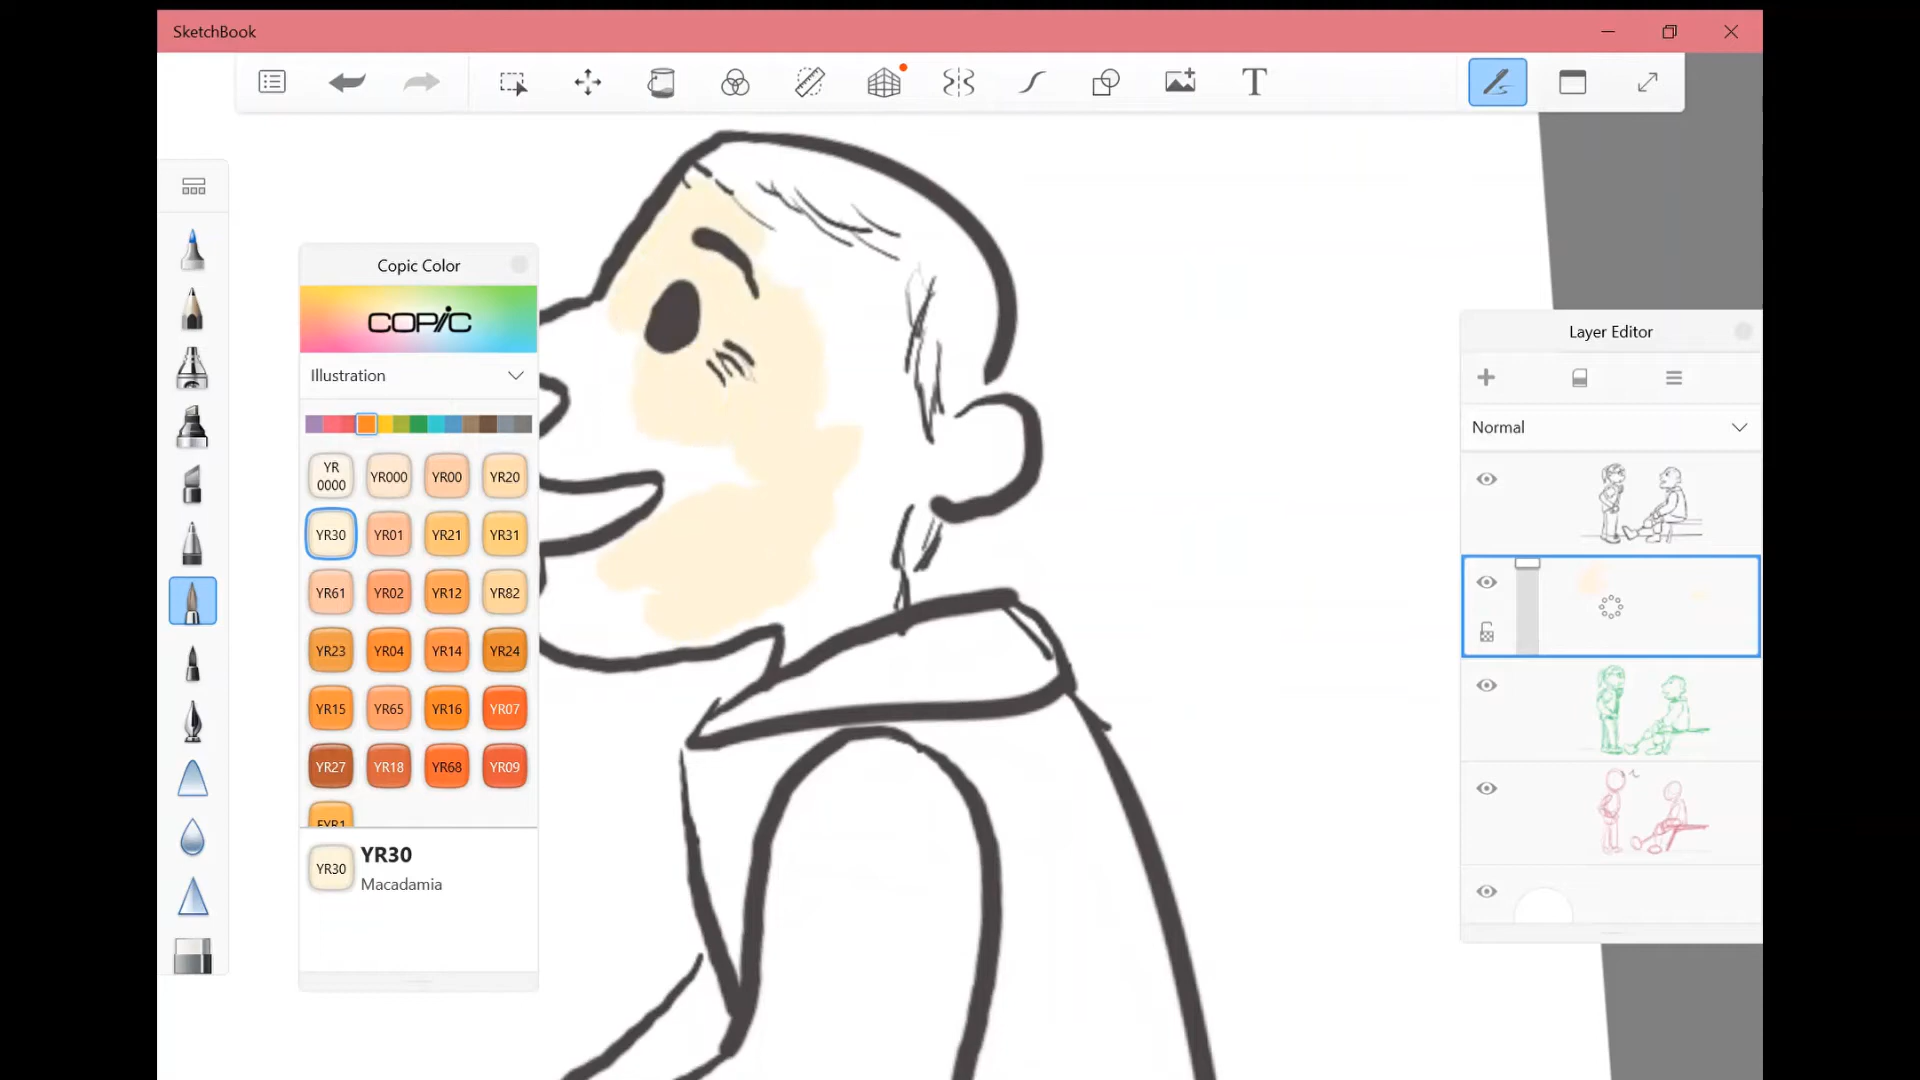 SketchBook
T
Copic Color
COPIC
Illustration
YR 0000 YR000 YR00 YR20
YR30 YR01 YR21 YR31
YR61 YR02 YR12 YR82
YR23 YR04 YR14 YR24
YR15 YR65 YR16 YR07
YR27 YR18 YR68 YR09
YR30 YR30
Macadamia
Layer Editor
Normal